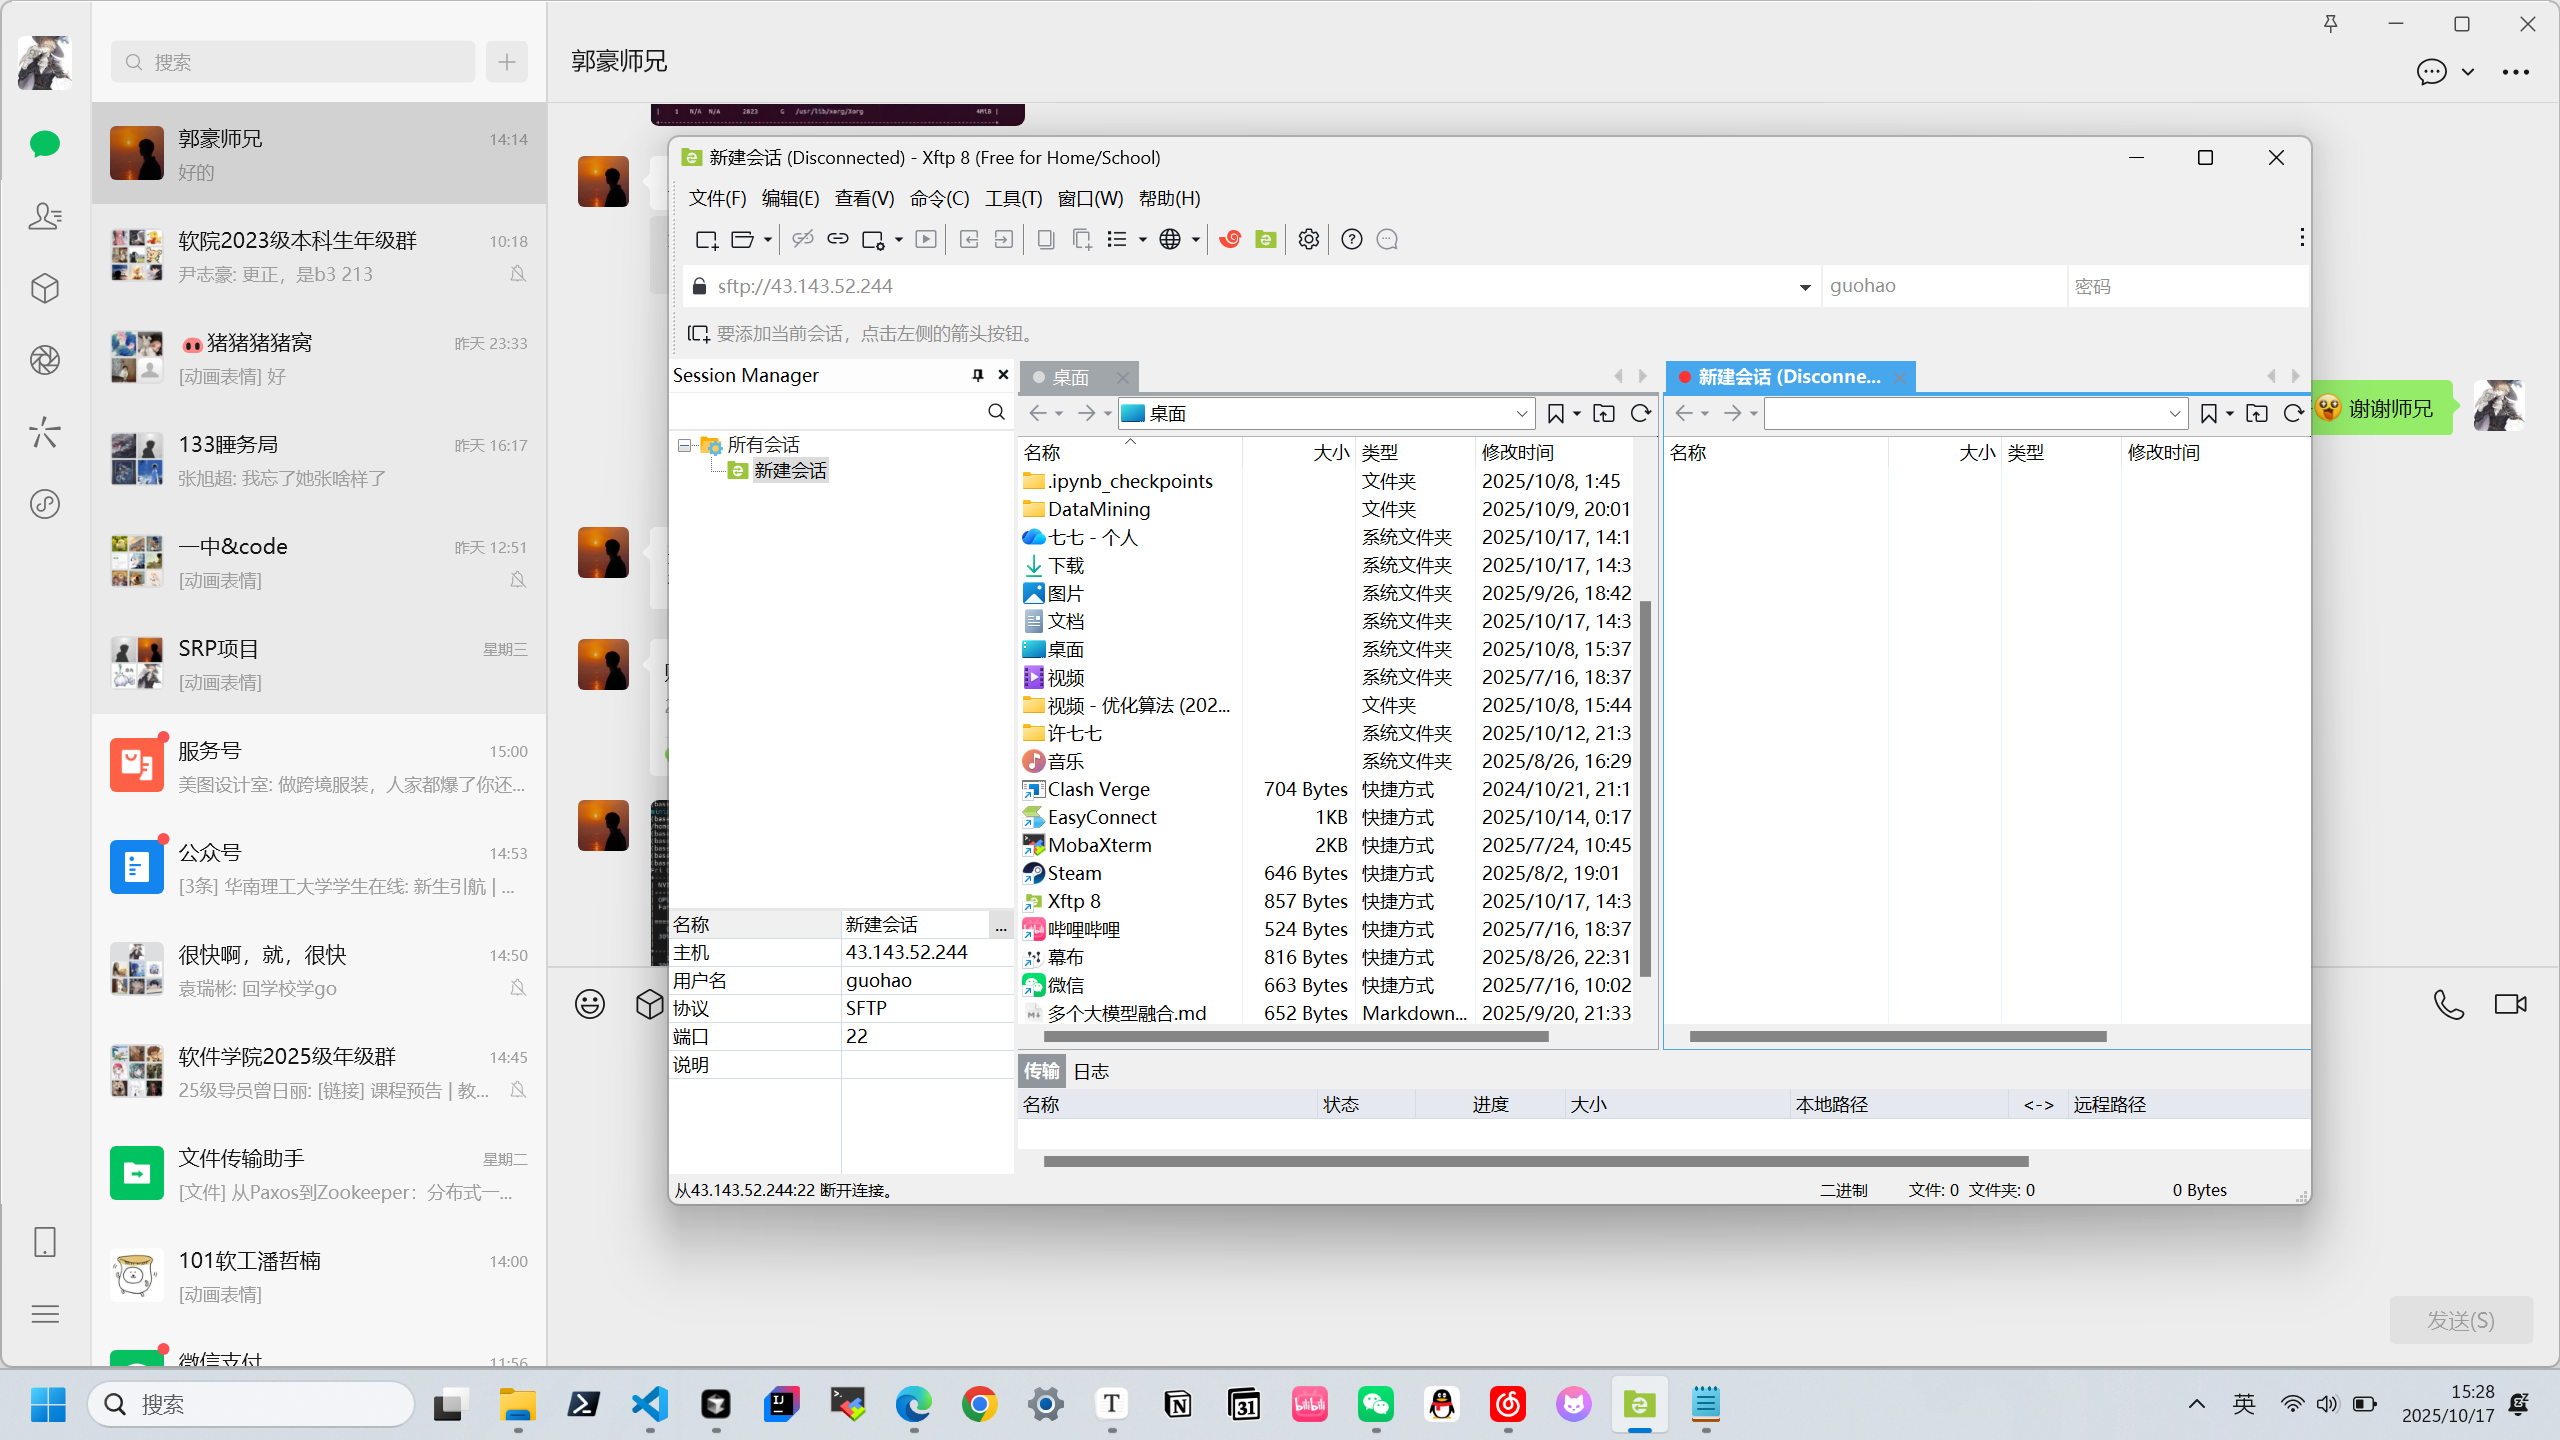 搜索
郭豪师兄
14:14
好的
软院2023级本科生年级群
10:18
尹志豪: 更正，是b3 213
猪猪猪猪窝
昨天 23:33
[动画表情] 好
133睡务局
昨天 16:17
张旭超: 我忘了她张啥样了
一中&code
昨天 12:51
[动画表情]
SRP项目
星期三
[动画表情]
服务号
15:00
美图设计室: 做跨境服装，人家都爆了你还...
公众号
14:53
[3条] 华南理工大学学生在线: 新生引航 | ...
很快啊，就，很快
14:50
袁瑞彬: 回学校学go
软件学院2025级年级群
14:45
25级导员曾日丽: [链接] 课程预告 | 教...
文件传输助手
星期二
[文件] 从Paxos到Zookeeper：分布式一...
101软工潘哲楠
14:00
[动画表情]
微信支付
11:56
郭豪师兄
1 N/A N/A 2023 G /usr/lib/xorg/Xorg 4MiB
谢谢师兄
发送(S)
新建会话 (Disconnected) - Xftp 8 (Free for Home/School)
文件(F) 编辑(E) 查看(V) 命令(C) 工具(T) 窗口(W) 帮助(H)
sftp://43.143.52.244
guohao
密码
要添加当前会话，点击左侧的箭头按钮。
Session Manager
所有会话
新建会话
名称 新建会话 ...
主机 43.143.52.244
用户名 guohao
协议 SFTP
端口 22
说明
桌面
桌面
名称 大小 类型 修改时间
.ipynb_checkpoints 文件夹 2025/10/8, 1:45
DataMining 文件夹 2025/10/9, 20:01
七七 - 个人 系统文件夹 2025/10/17, 14:1
下载 系统文件夹 2025/10/17, 14:3
图片 系统文件夹 2025/9/26, 18:42
文档 系统文件夹 2025/10/17, 14:3
桌面 系统文件夹 2025/10/8, 15:37
视频 系统文件夹 2025/7/16, 18:37
视频 - 优化算法 (202... 文件夹 2025/10/8, 15:44
许七七 系统文件夹 2025/10/12, 21:3
音乐 系统文件夹 2025/8/26, 16:29
Clash Verge 704 Bytes 快捷方式 2024/10/21, 21:1
EasyConnect 1KB 快捷方式 2025/10/14, 0:17
MobaXterm 2KB 快捷方式 2025/7/24, 10:45
Steam 646 Bytes 快捷方式 2025/8/2, 19:01
Xftp 8 857 Bytes 快捷方式 2025/10/17, 14:3
哔哩哔哩 524 Bytes 快捷方式 2025/7/16, 18:37
幕布 816 Bytes 快捷方式 2025/8/26, 22:31
微信 663 Bytes 快捷方式 2025/7/16, 10:02
多个大模型融合.md 652 Bytes Markdown... 2025/9/20, 21:33
新建会话 (Disconne...
名称 大小 类型 修改时间
传输 日志
名称 状态 进度 大小 本地路径 <-> 远程路径
从43.143.52.244:22 断开连接。
二进制 文件: 0 文件夹: 0 0 Bytes
搜索
英
15:28
2025/10/17